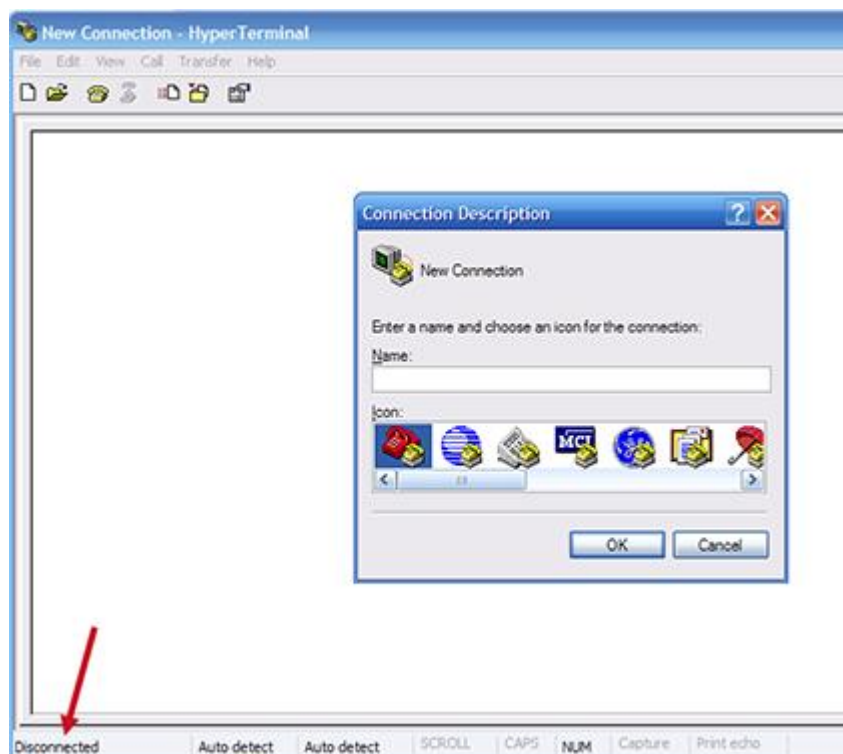 New Connection - HyperTerminal
File Edit View Call Transfer Help
Connection Description
New Connection
Enter a name and choose an icon for the connection:
Name:
Icon:
MCI
OK Cancel
Disconnected Auto detect Auto detect SCROLL CAPS NUM Capture Print echo